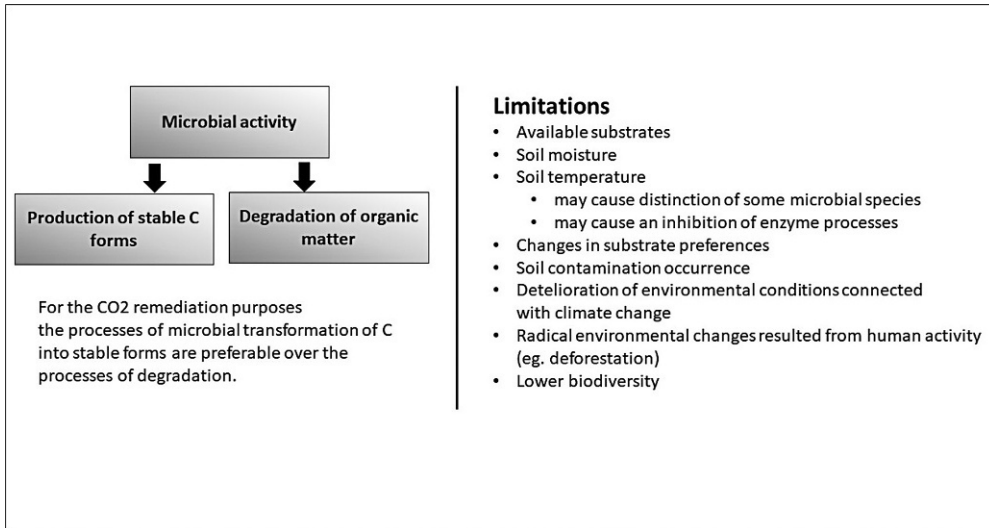 Microbial activity
Production of stable C
forms
Degradation of organic
matter
For the CO2 remediation purposes
the processes of microbial transformation of C
into stable forms are preferable over the
processes of degradation.
Limitations
• Available substrates
• Soil moisture
• Soil temperature
• may cause distinction of some microbial species
• may cause an inhibition of enzyme processes
• Changes in substrate preferences
• Soil contamination occurrence
• Detelioration of environmental conditions connected
with climate change
• Radical environmental changes resulted from human activity
(eg. deforestation)
• Lower biodiversity